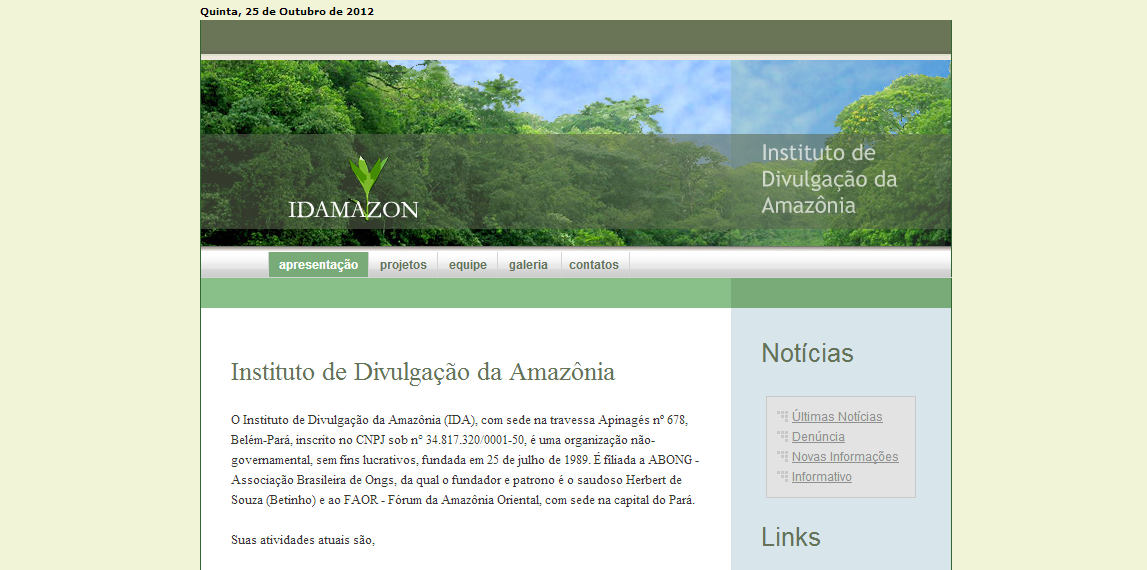 Quinta, 25 de Outubro de 2012
IDAMAZON
Instituto de
Divulgação da
Amazônia
apresentação projetos equipe galeria contatos
Instituto de Divulgação da Amazônia
O Instituto de Divulgação da Amazônia (IDA), com sede na travessa Apinagés nº 678,
Belém-Pará, inscrito no CNPJ sob n° 34.817.320/0001-50, é uma organização não-
governamental, sem fins lucrativos, fundada em 25 de julho de 1989. É filiada a ABONG -
Associação Brasileira de Ongs, da qual o fundador e patrono é o saudoso Herbert de
Souza (Betinho) e ao FAOR - Fórum da Amazônia Oriental, com sede na capital do Pará.
Suas atividades atuais são,
Notícias
Últimas Notícias
Denúncia
Novas Informações
Informativo
Links